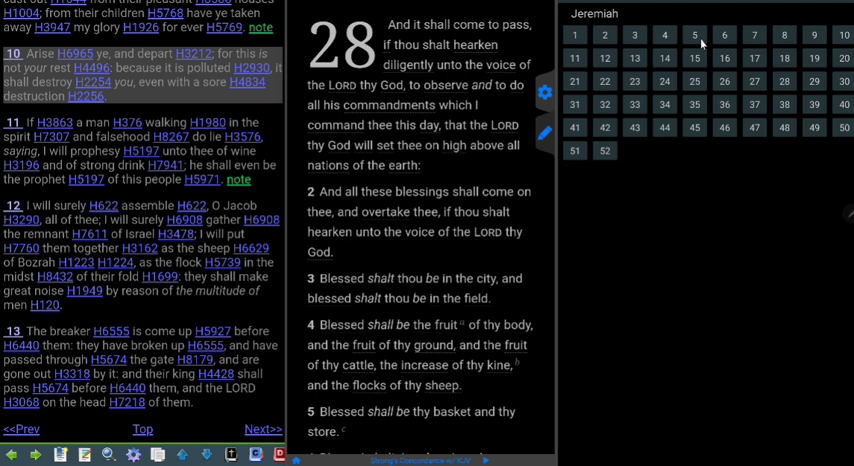 H1004; from their children H5768 have ye taken
away H3947 my glory H1926 for ever H5769. note
10 Arise H6965 ye, and depart H3212; for this is
not your rest H4496: because it is polluted H2930, it
shall destroy H2254 you, even with a sore H4834
destruction H2256.
11 If H3863 a man H376 walking H1980 in the
spirit H7307 and falsehood H8267 do lie H3576,
saying, I will prophesy H5197 unto thee of wine
H3196 and of strong drink H7941; he shall even be
the prophet H5197 of this people H5971. note
12 I will surely H622 assemble H622, O Jacob
H3290, all of thee; I will surely H6908 gather H6908
the remnant H7611 of Israel H3478; I will put
H7760 them together H3162 as the sheep H6629
of Bozrah H1223 H1224, as the flock H5739 in the
midst H8432 of their fold H1699: they shall make
great noise H1949 by reason of the multitude of
men H120.
13 The breaker H6555 is come up H5927 before
H6440 them: they have broken up H6555, and have
passed through H5674 the gate H8179, and are
gone out H3318 by it: and their king H4428 shall
pass H5674 before H6440 them, and the LORD
H3068 on the head H7218 of them.
<<Prev Top Next>>
28 And it shall come to pass,
if thou shalt hearken
diligently unto the voice of
the LORD thy God, to observe and to do
all his commandments which I
command thee this day, that the LORD
thy God will set thee on high above all
nations of the earth:
2 And all these blessings shall come on
thee, and overtake thee, if thou shalt
hearken unto the voice of the LORD thy
God.
3 Blessed shalt thou be in the city, and
blessed shalt thou be in the field.
4 Blessed shall be the fruit a of thy body,
and the fruit of thy ground, and the fruit
of thy cattle, the increase of thy kine, b
and the flocks of thy sheep.
5 Blessed shall be thy basket and thy
store. c
Strong's Concordance w/ KJV
Jeremiah
1 2 3 4 5 6 7 8 9 10
11 12 13 14 15 16 17 18 19 20
21 22 23 24 25 26 27 28 29 30
31 32 33 34 35 36 37 38 39 40
41 42 43 44 45 46 47 48 49 50
51 52